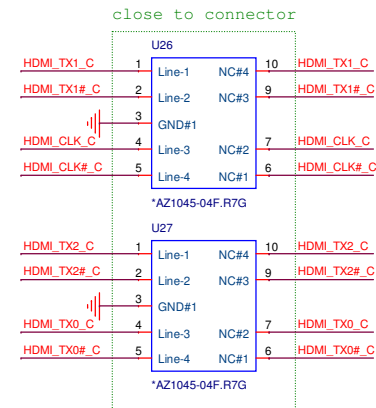 close to connector
U26
HDMI_TX1_C 1 Line-1 NC#4 10 HDMI_TX1_C
HDMI_TX1#_C 2 Line-2 NC#3 9 HDMI_TX1#_C
3 GND#1
HDMI_CLK_C 4 Line-3 NC#2 7 HDMI_CLK_C
HDMI_CLK#_C 5 Line-4 NC#1 6 HDMI_CLK#_C
*AZ1045-04F.R7G
U27
HDMI_TX2_C 1 Line-1 NC#4 10 HDMI_TX2_C
HDMI_TX2#_C 2 Line-2 NC#3 9 HDMI_TX2#_C
3 GND#1
HDMI_TX0_C 4 Line-3 NC#2 7 HDMI_TX0_C
HDMI_TX0#_C 5 Line-4 NC#1 6 HDMI_TX0#_C
*AZ1045-04F.R7G